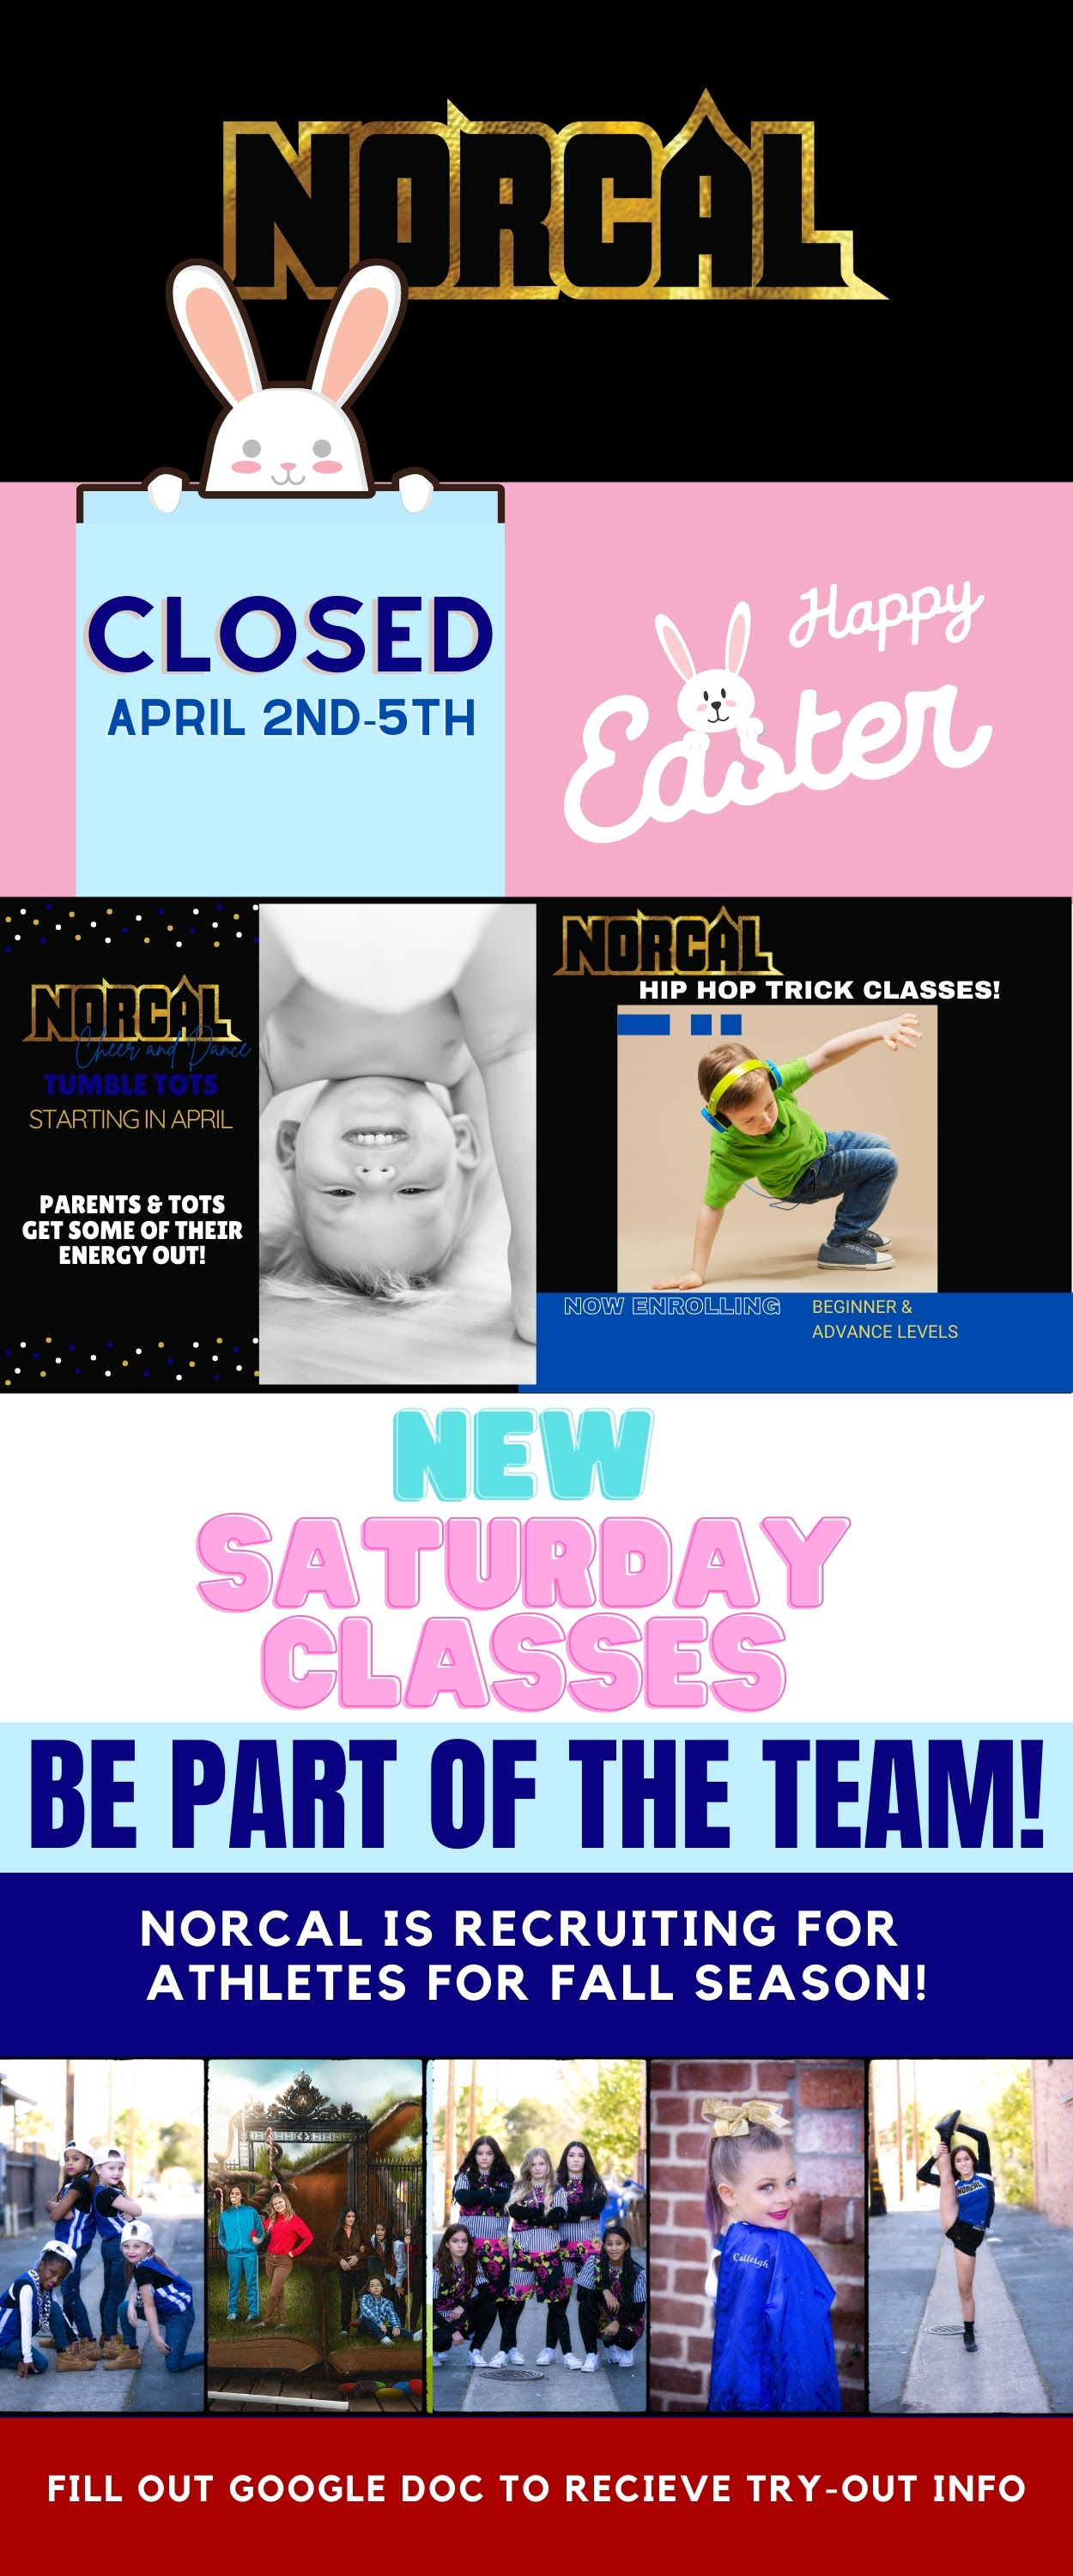 NORCAL
CLOSED
APRIL 2ND-5TH
Happy
Easter
NORCAL
Cheer and Dance
TUMBLE TOTS
STARTING IN APRIL
PARENTS & TOTS
GET SOME OF THEIR
ENERGY OUT!
NORCAL
HIP HOP TRICK CLASSES!
NOW ENROLLING
BEGINNER &
ADVANCE LEVELS
NEW
SATURDAY
CLASSES
BE PART OF THE TEAM!
NORCAL IS RECRUITING FOR
ATHLETES FOR FALL SEASON!
Calleigh
NORCAL
FILL OUT GOOGLE DOC TO RECIEVE TRY-OUT INFO